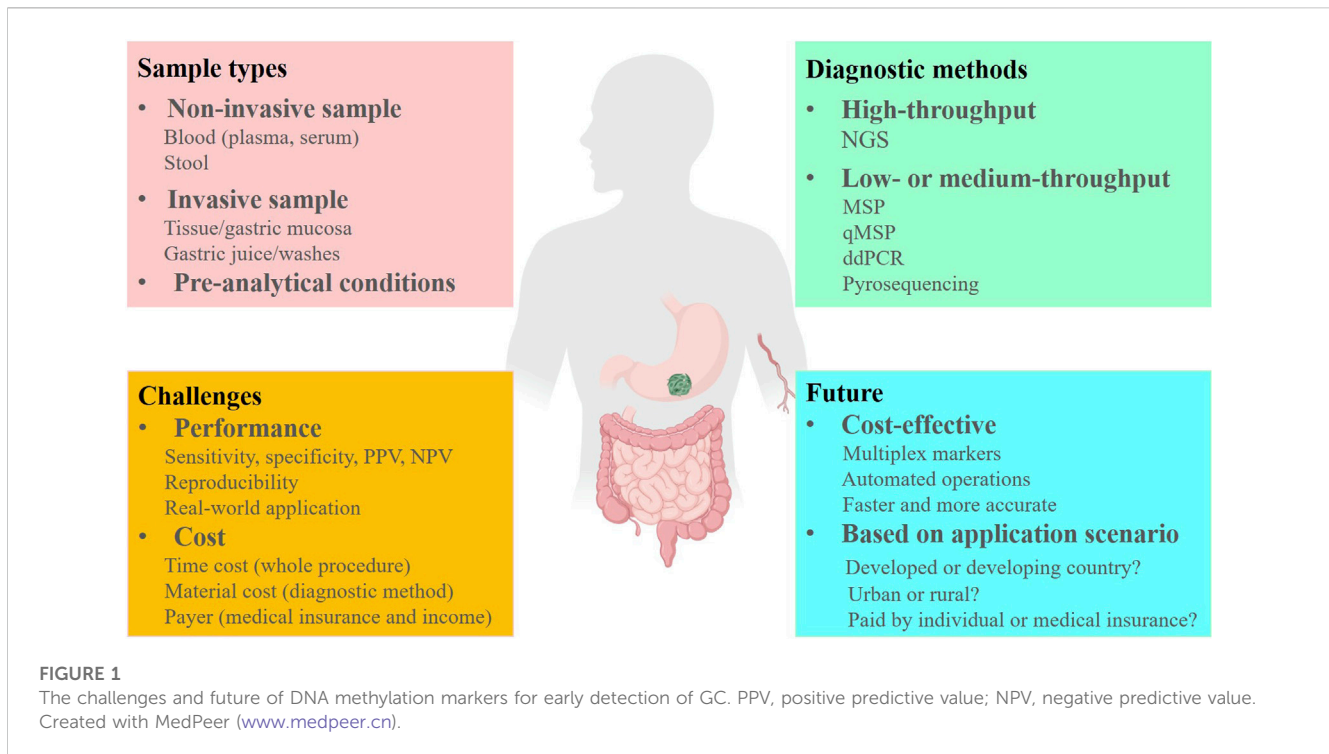 Sample types
• Non-invasive sample
Blood (plasma, serum)
Stool
• Invasive sample
Tissue/gastric mucosa
Gastric juice/washes
• Pre-analytical conditions
Diagnostic methods
• High-throughput
NGS
• Low- or medium-throughput
MSP
qMSP
ddPCR
Pyrosequencing
Challenges
• Performance
Sensitivity, specificity, PPV, NPV
Reproducibility
Real-world application
• Cost
Time cost (whole procedure)
Material cost (diagnostic method)
Payer (medical insurance and income)
Future
• Cost-effective
Multiplex markers
Automated operations
Faster and more accurate
• Based on application scenario
Developed or developing country?
Urban or rural?
Paid by individual or medical insurance?
FIGURE 1
The challenges and future of DNA methylation markers for early detection of GC. PPV, positive predictive value; NPV, negative predictive value.
Created with MedPeer (www.medpeer.cn).